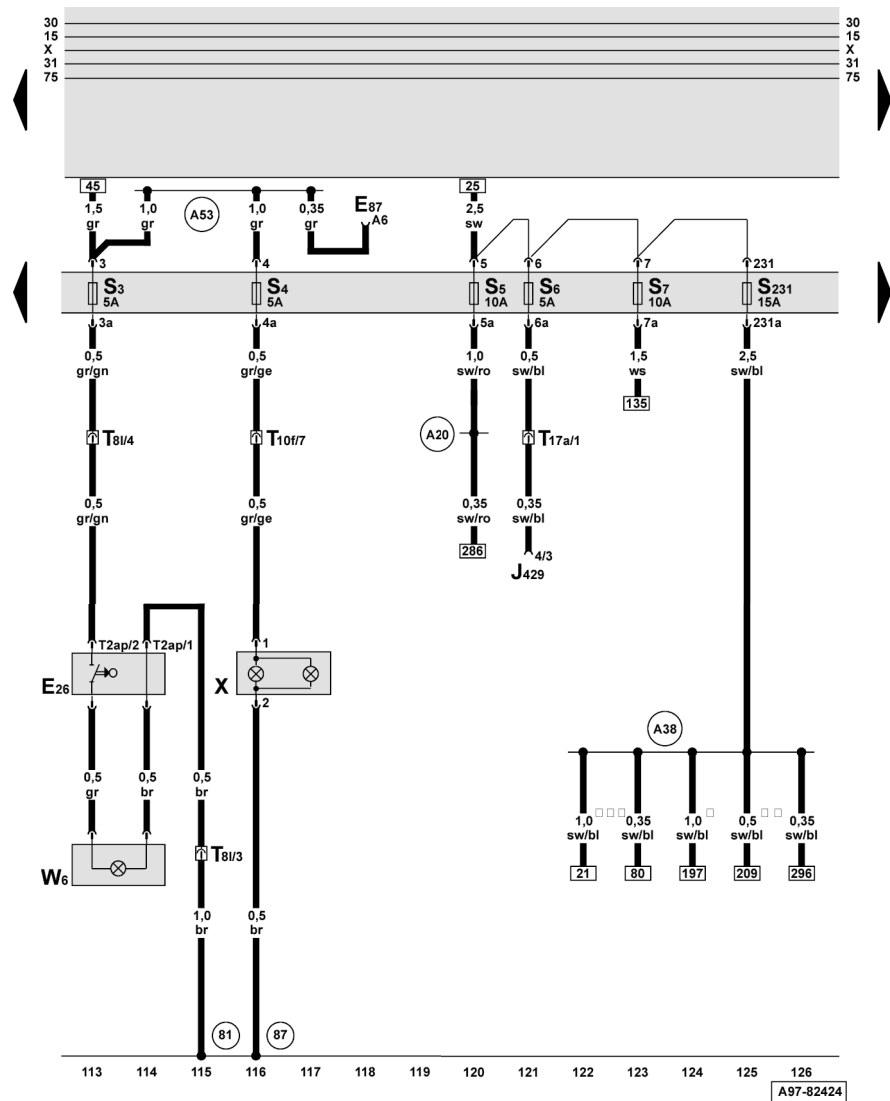 30 30
15 15
X X
31 31
75 75
45 25
1,5 1,0 1,0 0,35 E87 2,5
gr gr A53 gr gr A6 sw
3 4 5 6 7 231
S3 S4 S5 S6 S7 S231
5A 5A 10A 5A 10A 15A
3a 4a 5a 6a 7a 231a
0,5 0,5 1,0 0,5 1,5 2,5
gr/gn gr/ge sw/ro sw/bl ws sw/bl
135
T8l/4 T10f/7 A20 T17a/1
0,5 0,5 0,35 0,35
gr/gn gr/ge sw/ro sw/bl
286 4/3
J429
T2ap/2 T2ap/1 1
E26 X
2
A38
0,5 0,5 0,5
gr br br
1,0 0,35 1,0 0,5 0,35
sw/bl sw/bl sw/bl sw/bl sw/bl
T8l/3
W6 21 80 197 209 296
1,0 0,5
br br
81 87
113 114 115 116 117 118 119 120 121 122 123 124 125 126
A97-82424